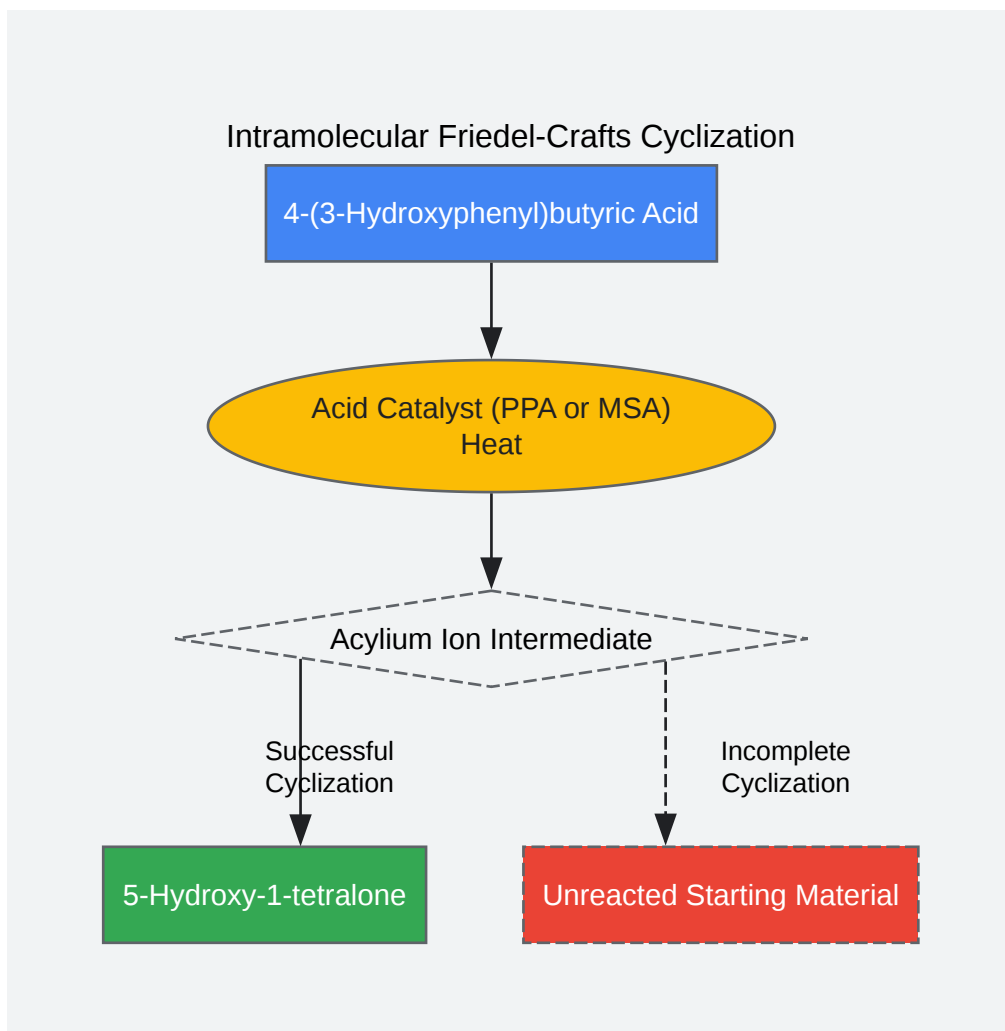 Intramolecular Friedel-Crafts Cyclization
4-(3-Hydroxyphenyl)butyric Acid
Acid Catalyst (PPA or MSA)
Heat
Acylium Ion Intermediate
Successful
Cyclization
Incomplete
Cyclization
5-Hydroxy-1-tetralone
Unreacted Starting Material